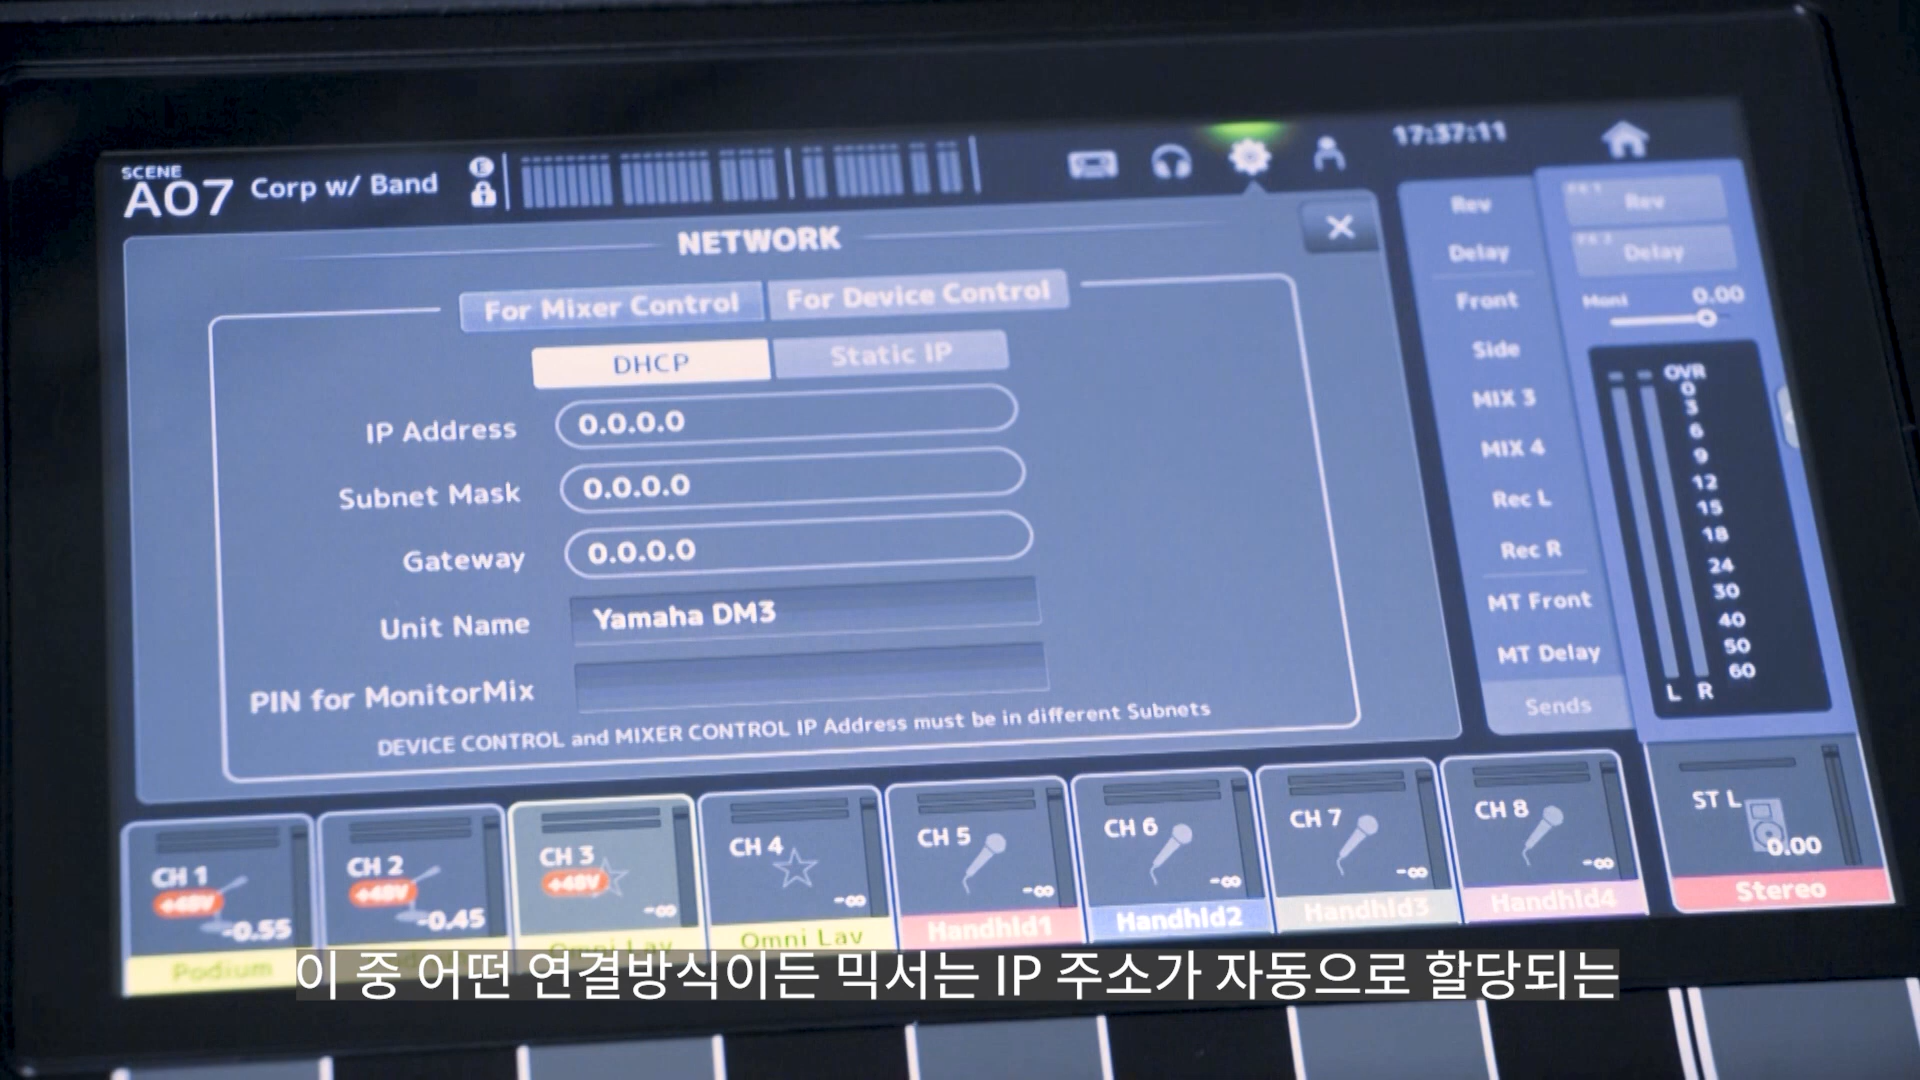 SCENE
A07 Corp w/ Band
E
17:37:11
NETWORK
For Mixer Control
For Device Control
DHCP
Static IP
IP Address
0.0.0.0
Subnet Mask
0.0.0.0
Gateway
0.0.0.0
Unit Name
Yamaha DM3
PIN for MonitorMix
DEVICE CONTROL and MIXER CONTROL IP Address must be in different Subnets
Rev
Delay
Front
Side
MIX 3
MIX 4
Rec L
Rec R
MT Front
MT Delay
Sends
FX 1
Rev
FX 2
Delay
Moni
0.00
OVR
0
3
6
9
12
15
18
24
30
40
50
60
L R
CH 1
+48V
-0.55
Podium
CH 2
+48V
-0.45
CH 3
+48V
-∞
Omni Lav
CH 4
-∞
Omni Lav
CH 5
-∞
Handhld1
CH 6
-∞
Handhld2
CH 7
-∞
Handhld3
CH 8
-∞
Handhld4
ST L
0.00
Stereo
이 중 어떤 연결방식이든 믹서는 IP 주소가 자동으로 할당되는